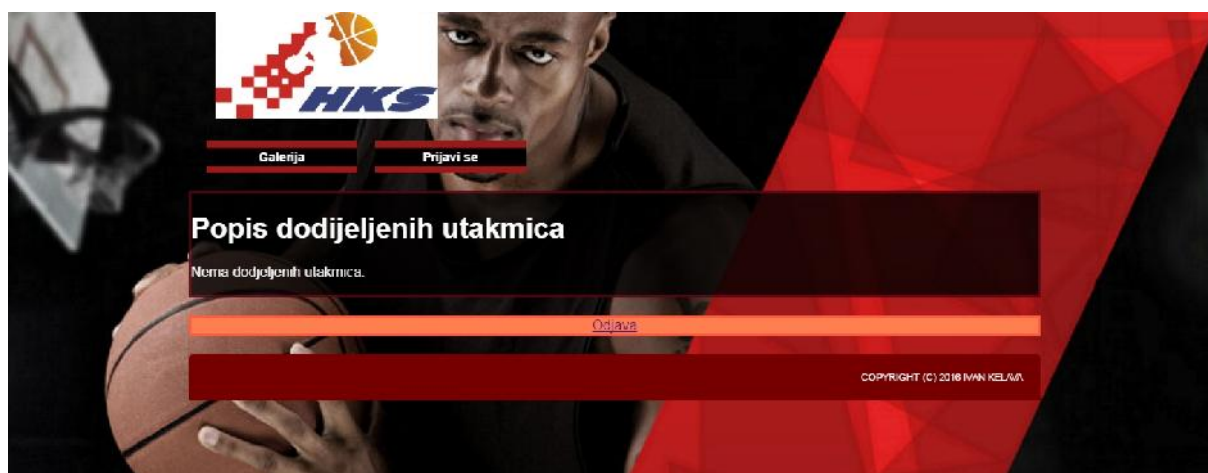 HKS
Galerija
Prijavi se
Popis dodijeljenih utakmica
Nema dodjeljenih utakmica.
Odjava
COPYRIGHT (C) 2016 IVAN KELAVA